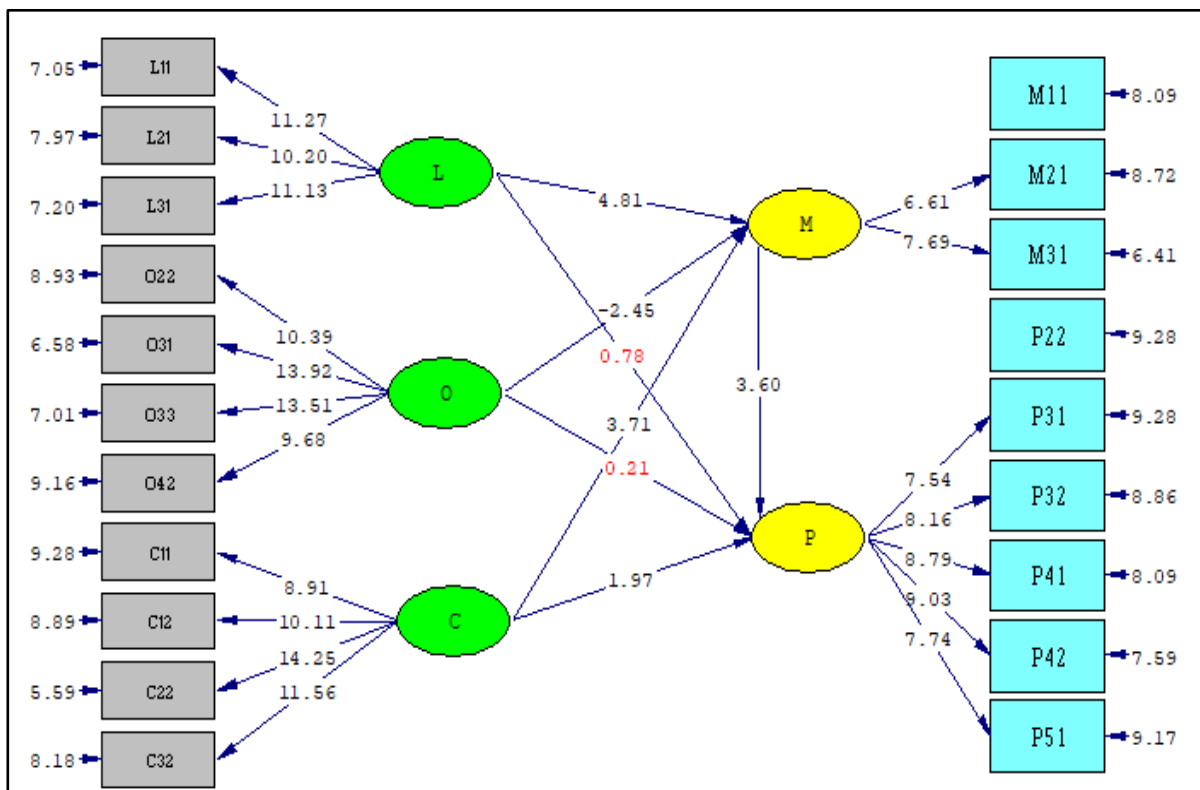 7.05 L11
7.97 L21
7.20 L31
8.93 O22
6.58 O31
7.01 O33
9.16 O42
9.28 C11
8.89 C12
5.59 C22
8.18 C32
11.27
10.20
11.13
10.39
13.92
13.51
9.68
8.91
10.11
14.25
11.56
L
O
C
4.81
-2.45
0.78
3.71
0.21
1.97
3.60
M
P
6.61
7.69
7.54
8.16
8.79
9.03
7.74
M11 8.09
M21 8.72
M31 6.41
P22 9.28
P31 9.28
P32 8.86
P41 8.09
P42 7.59
P51 9.17